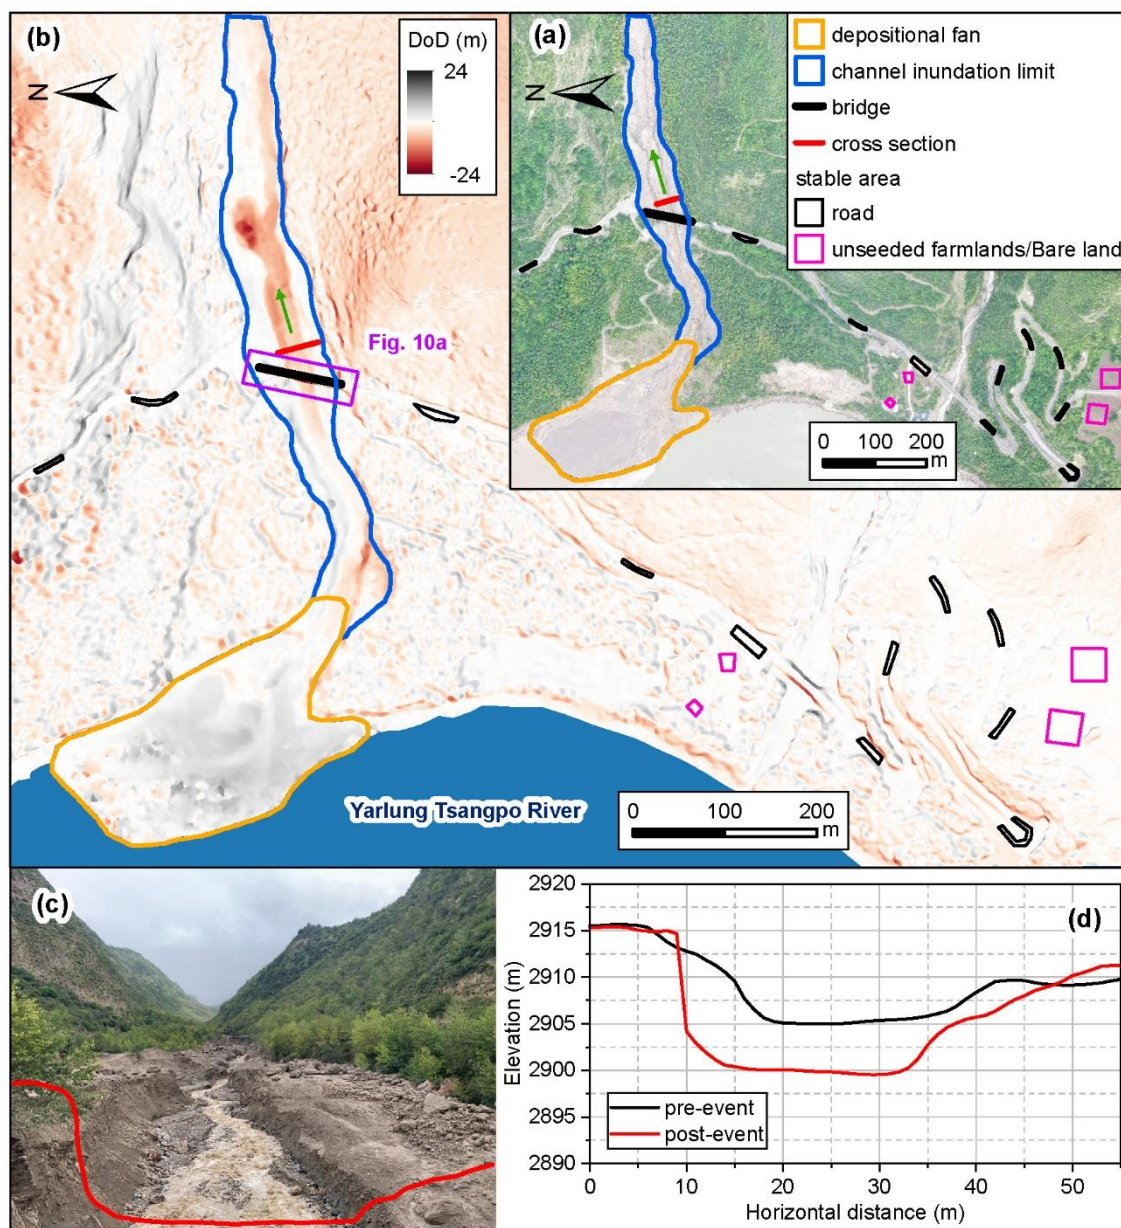 (b)
DoD (m)
24
-24
N
Fig. 10a
Yarlung Tsangpo River
0 100 200
m
(a)
N
depositional fan
channel inundation limit
bridge
cross section
stable area
road
unseeded farmlands/Bare land
0 100 200
m
(c)
(d)
Elevation (m)
2920
2915
2910
2905
2900
2895
2890
pre-event
post-event
0 10 20 30 40 50
Horizontal distance (m)